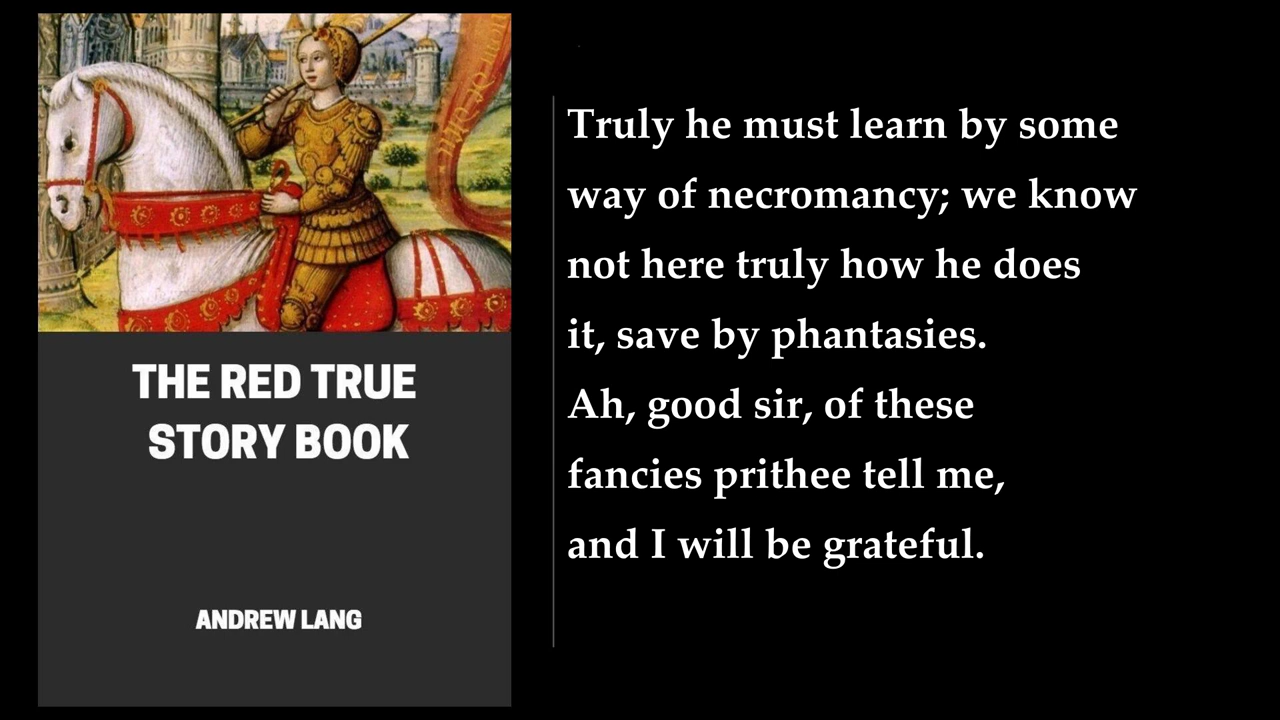 THE RED TRUE
STORY BOOK
ANDREW LANG
Truly he must learn by some
way of necromancy; we know
not here truly how he does
it, save by phantasies.
Ah, good sir, of these
fancies prithee tell me,
and I will be grateful.